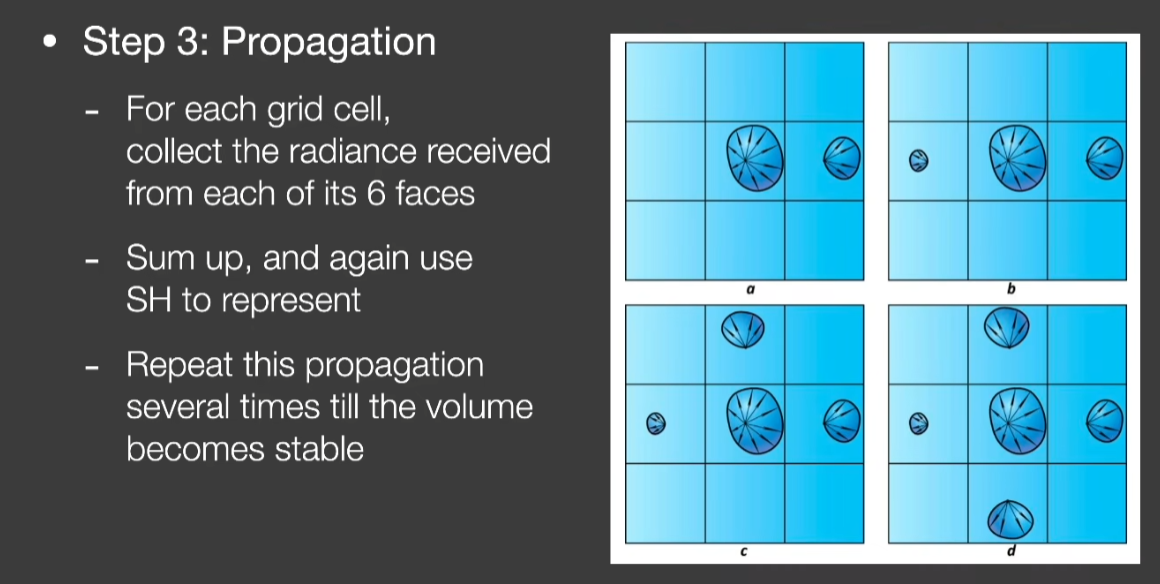 • Step 3: Propagation
- For each grid cell,
collect the radiance received
from each of its 6 faces
- Sum up, and again use
SH to represent
- Repeat this propagation
several times till the volume
becomes stable
a
b
c
d